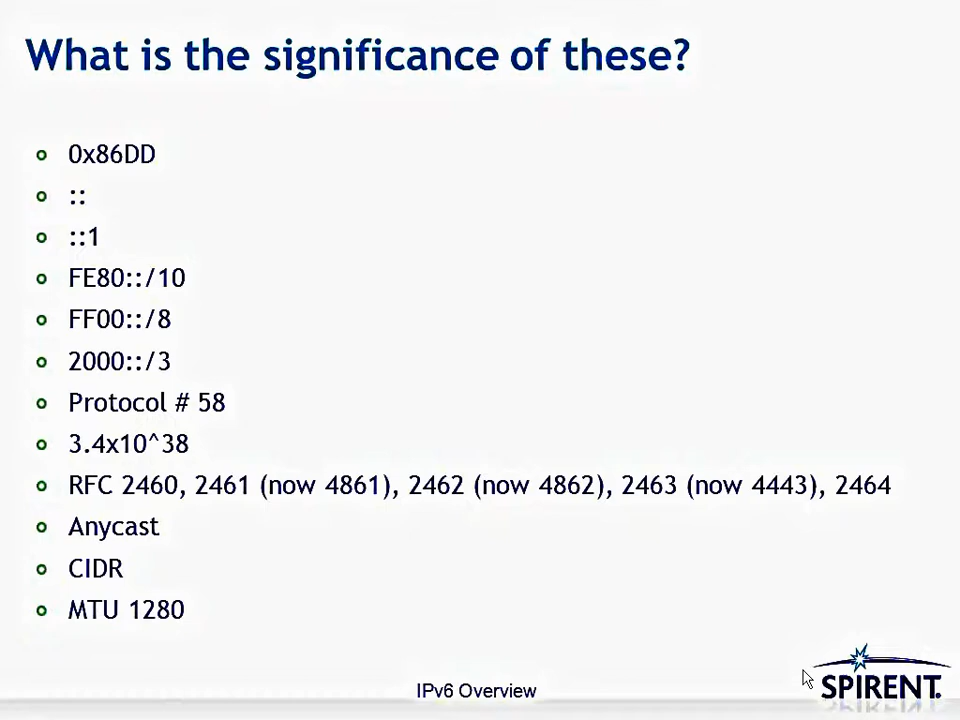 What is the significance of these?
0x86DD
::
::1
FE80::/10
FF00::/8
2000::/3
Protocol # 58
3.4x10^38
RFC 2460, 2461 (now 4861), 2462 (now 4862), 2463 (now 4443), 2464
Anycast
CIDR
MTU 1280
IPv6 Overview
SPIRENT